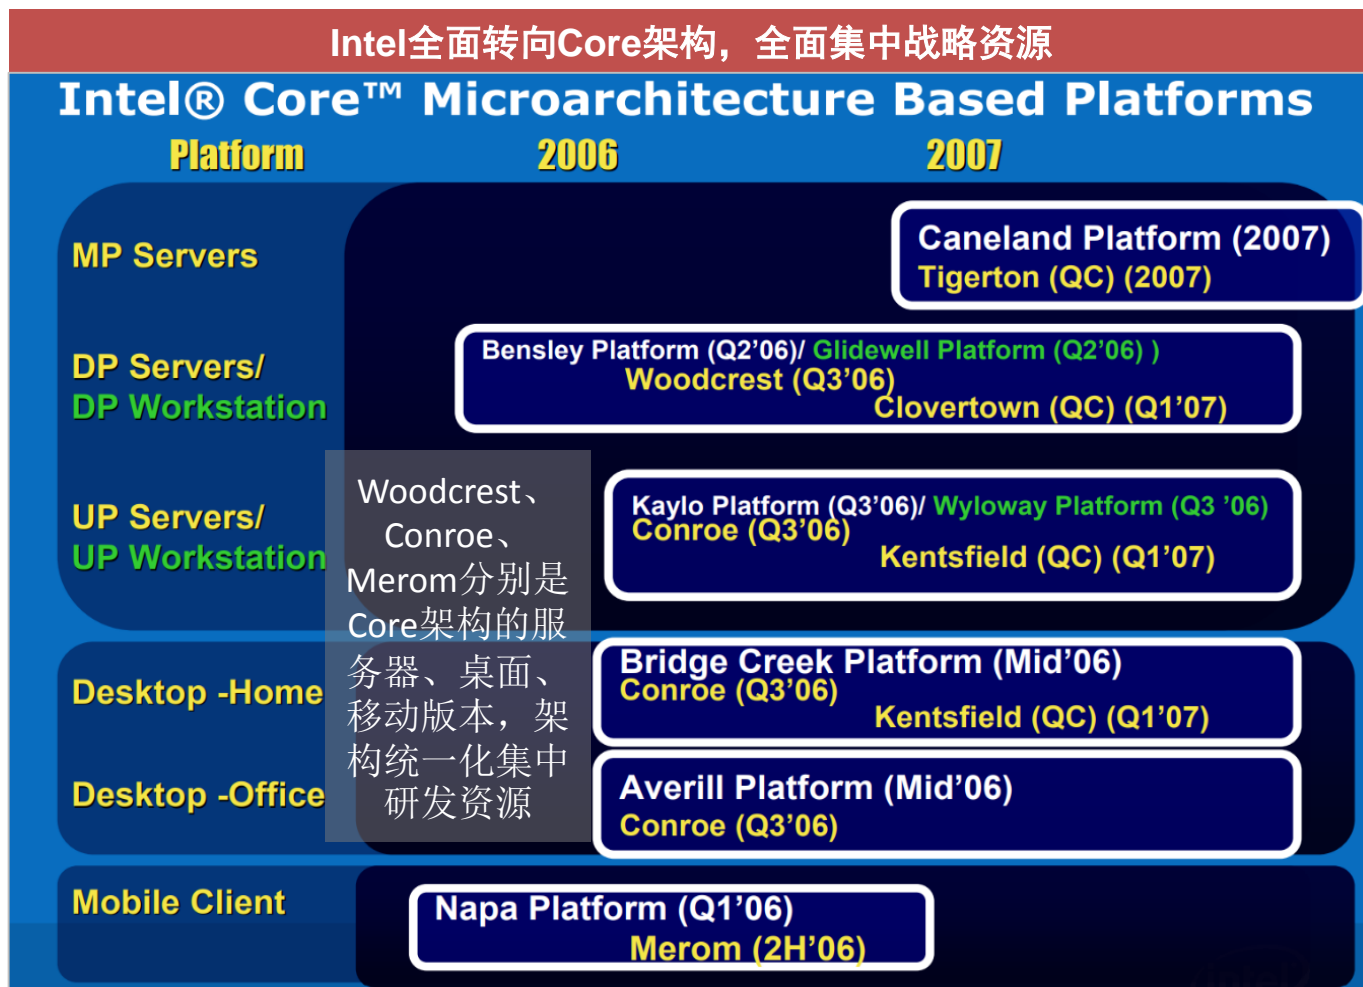 Intel全面转向Core架构，全面集中战略资源
Intel® Core™ Microarchitecture Based Platforms
Platform 2006 2007
MP Servers
Caneland Platform (2007)
Tigerton (QC) (2007)
DP Servers/
DP Workstation
Bensley Platform (Q2’06)/ Glidewell Platform (Q2’06) )
Woodcrest (Q3’06)
Clovertown (QC) (Q1’07)
UP Servers/
UP Workstation
Kaylo Platform (Q3’06)/ Wyloway Platform (Q3 ’06)
Conroe (Q3’06)
Kentsfield (QC) (Q1’07)
Woodcrest、
Conroe、
Merom分别是
Core架构的服
务器、桌面、
移动版本，架
构统一化集中
研发资源
Desktop -Home
Bridge Creek Platform (Mid’06)
Conroe (Q3’06)
Kentsfield (QC) (Q1’07)
Desktop -Office
Averill Platform (Mid’06)
Conroe (Q3’06)
Mobile Client
Napa Platform (Q1’06)
Merom (2H’06)
intel